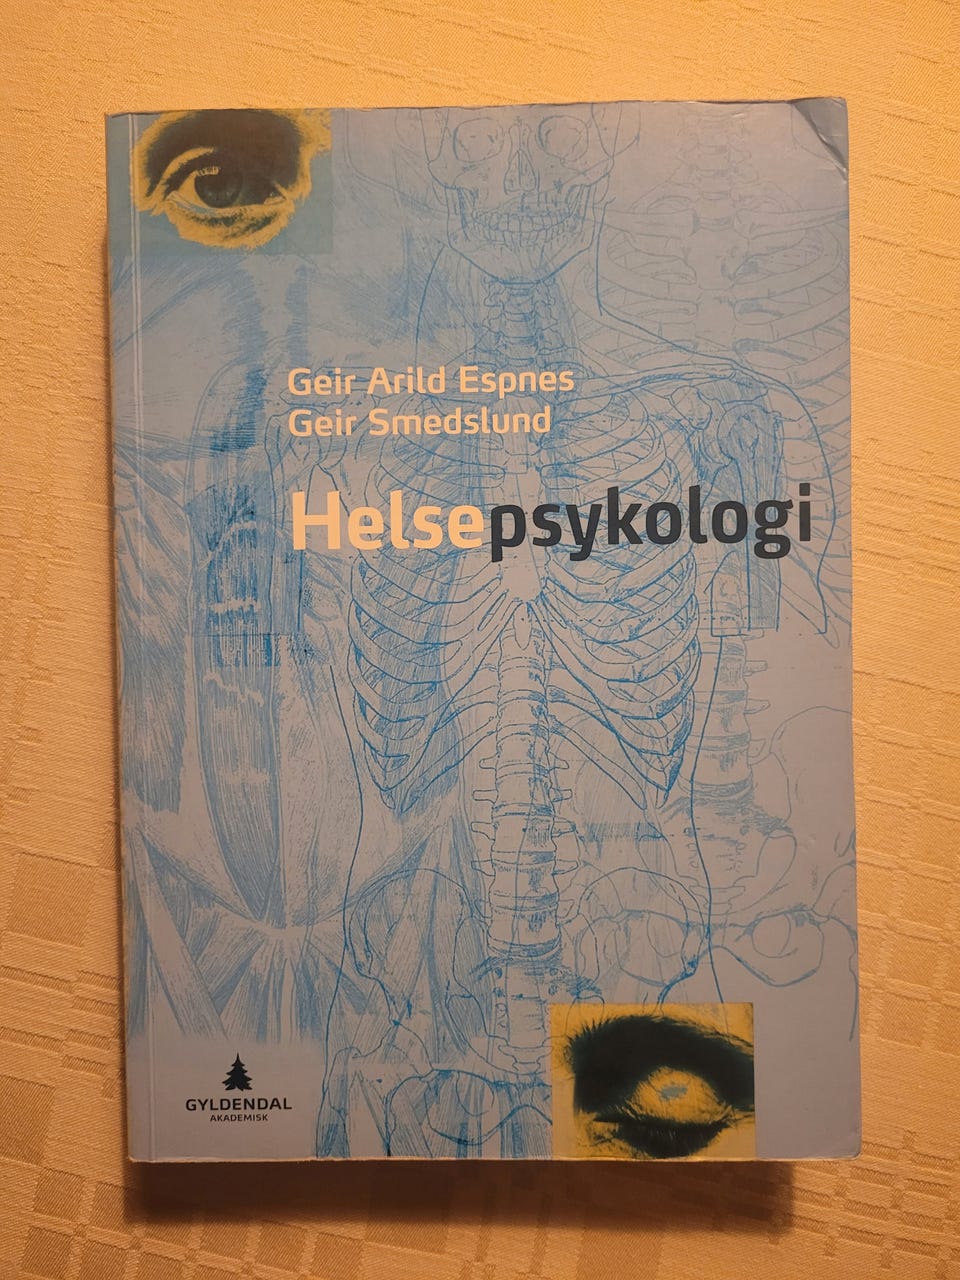 Geir Arild Espnes
Geir Smedslund
Helsepsykologi
GYLDENDAL
AKADEMISK